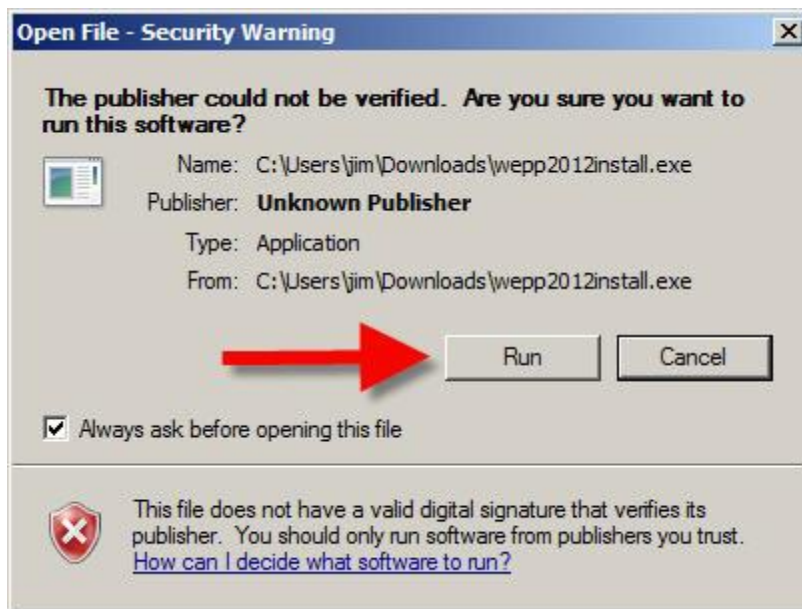 Open File - Security Warning
The publisher could not be verified.  Are you sure you want to
run this software?
Name: C:\Users\jim\Downloads\wepp2012install.exe
Publisher: Unknown Publisher
Type: Application
From: C:\Users\jim\Downloads\wepp2012install.exe
Run Cancel
Always ask before opening this file
This file does not have a valid digital signature that verifies its
publisher.  You should only run software from publishers you trust.
How can I decide what software to run?